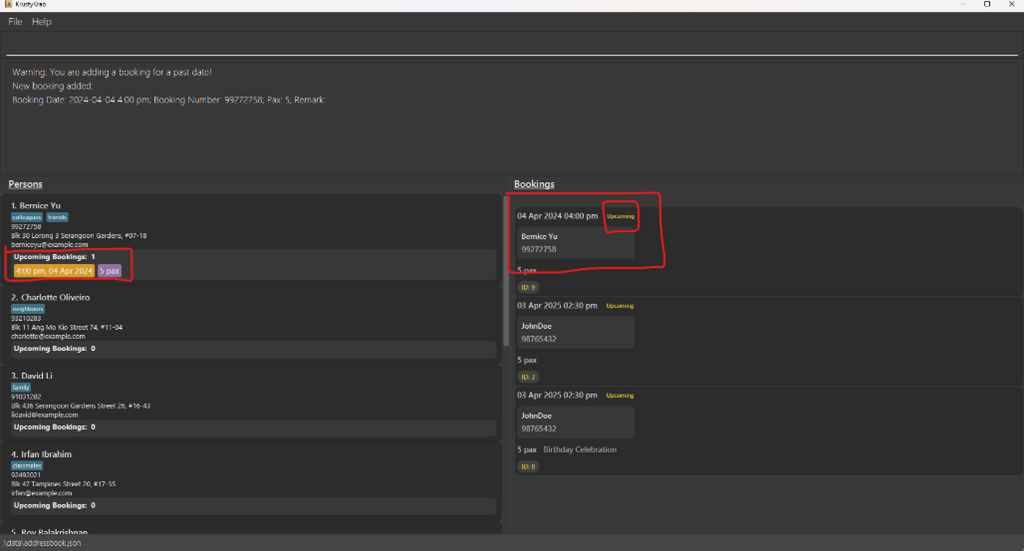 KrustyKrab
File Help
Warning: You are adding a booking for a past date!
New booking added:
Booking Date: 2024-04-04 4:00 pm; Booking Number: 99272758; Pax: 5; Remark:
Persons
1. Bernice Yu
colleagues friends
99272758
Blk 30 Lorong 3 Serangoon Gardens, #07-18
berniceyu@example.com
Upcoming Bookings: 1
4:00 pm, 04 Apr 2024 5 pax
2. Charlotte Oliveiro
neighbours
93210283
Blk 11 Ang Mo Kio Street 74, #11-04
charlotte@example.com
Upcoming Bookings: 0
3. David Li
family
91031282
Blk 436 Serangoon Gardens Street 26, #16-43
lidavid@example.com
Upcoming Bookings: 0
4. Irfan Ibrahim
classmates
92492021
Blk 47 Tampines Street 20, #17-35
irfan@example.com
Upcoming Bookings: 0
5. Roy Balakrishnan
Bookings
04 Apr 2024 04:00 pm Upcoming
Bernice Yu
99272758
5 pax
ID: 9
03 Apr 2025 02:30 pm Upcoming
JohnDoe
98765432
5 pax
ID: 3
03 Apr 2025 02:30 pm Upcoming
JohnDoe
98765432
5 pax Birthday Celebration
ID: 8
.\data\addressbook.json